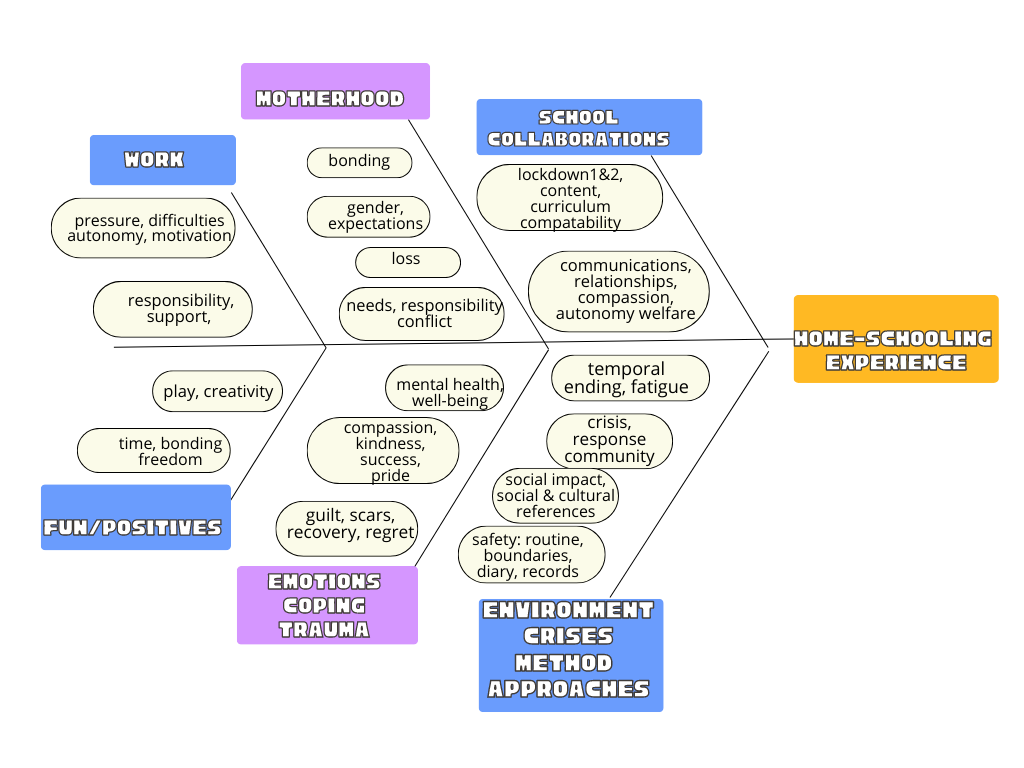 MOTHERHOOD
SCHOOL
COLLABORATIONS
WORK
bonding
lockdown1&2,
content,
curriculum
compatability
pressure, difficulties
autonomy, motivation
gender,
expectations
loss
communications,
relationships,
compassion,
autonomy welfare
responsibility,
support,
needs, responsibility
conflict
HOME-SCHOOLING
EXPERIENCE
play, creativity
mental health,
well-being
temporal
ending, fatigue
time, bonding
freedom
compassion,
kindness,
success,
pride
crisis,
response
community
social impact,
social & cultural
references
guilt, scars,
recovery, regret
safety: routine,
boundaries,
diary, records
FUN/POSITIVES
EMOTIONS
COPING
TRAUMA
ENVIRONMENT
CRISES
METHOD
APPROACHES